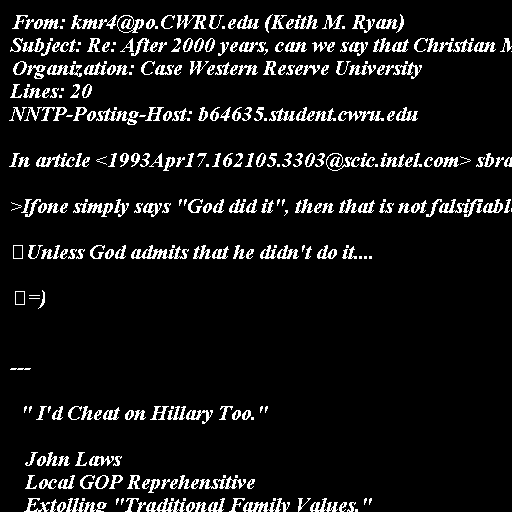 From: kmr4@po.CWRU.edu (Keith M. Ryan)
Subject: Re: After 2000 years, can we say that Christian M
Organization: Case Western Reserve University
Lines: 20
NNTP-Posting-Host: b64635.student.cwru.edu
In article <1993Apr17.162105.3303@scic.intel.com> sbra
>Ifone simply says "God did it", then that is not falsifiabl
Unless God admits that he didn't do it....
=)
---
" I'd Cheat on Hillary Too."
John Laws
Local GOP Reprehensitive
Extolling "Traditional Family Values."